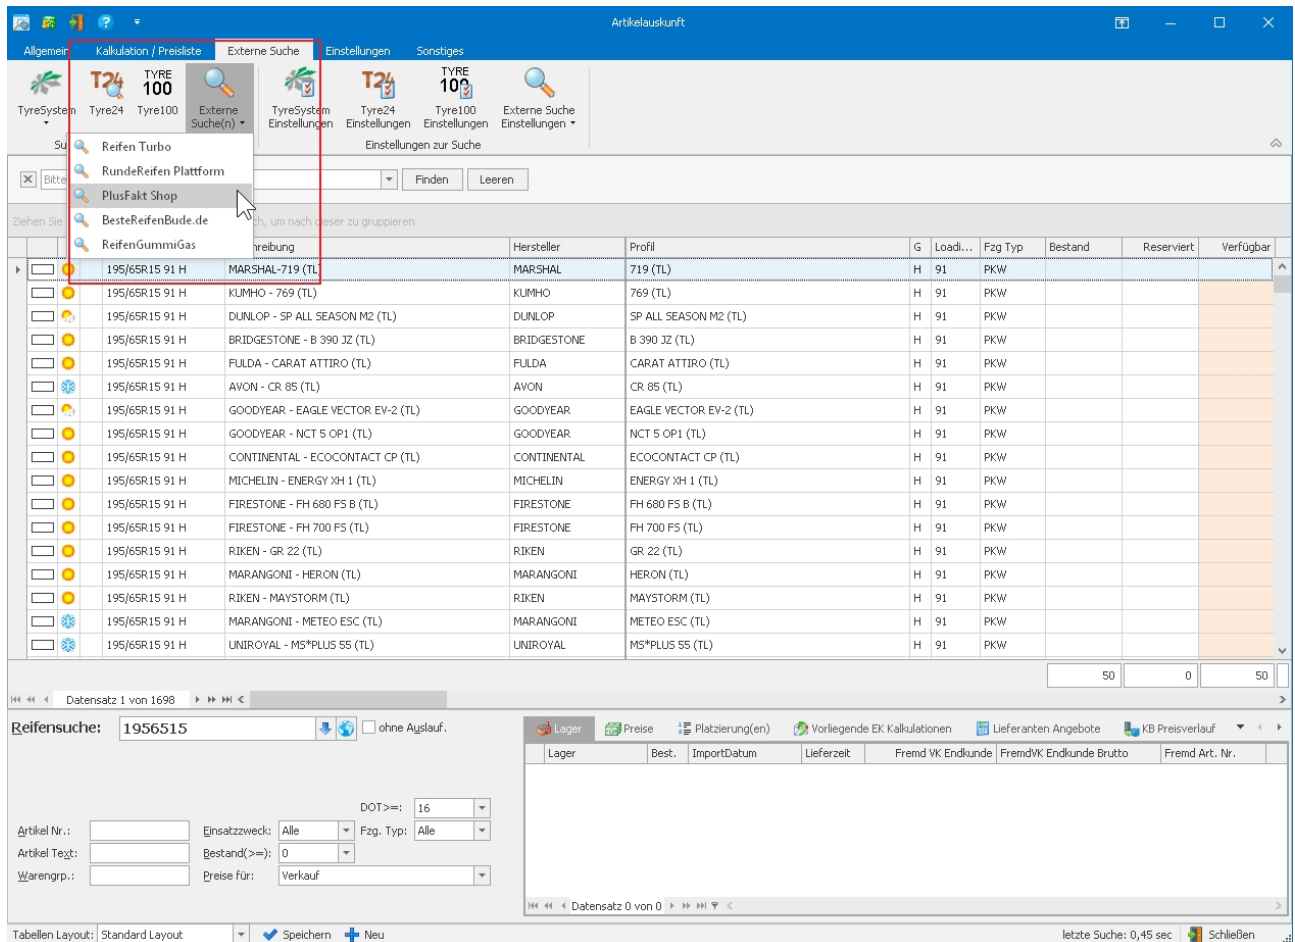 Artikelauskunft
Allgemein Kalkulation / Preisliste Externe Suche Einstellungen Sonstiges
TyreSystem Tyre24 Tyre100 Externe Suche(n) TyreSystem Einstellungen Tyre24 Einstellungen Tyre100 Einstellungen Externe Suche Einstellungen
Einstellungen zur Suche
Reifen Turbo
RundeReifen Plattform
PlusFakt Shop
BesteReifenBude.de
ReifenGummiGas
Finden Leeren
Ziehen Sie um nach dieser zu gruppieren
Hersteller Profil G Loadi... Fzg Typ Bestand Reserviert Verfügbar
195/65R15 91 H MARSHAL-719 (TL) MARSHAL 719 (TL) H 91 PKW
195/65R15 91 H KUMHO - 769 (TL) KUMHO 769 (TL) H 91 PKW
195/65R15 91 H DUNLOP - SP ALL SEASON M2 (TL) DUNLOP SP ALL SEASON M2 (TL) H 91 PKW
195/65R15 91 H BRIDGESTONE - B 390 JZ (TL) BRIDGESTONE B 390 JZ (TL) H 91 PKW
195/65R15 91 H FULDA - CARAT ATTIRO (TL) FULDA CARAT ATTIRO (TL) H 91 PKW
195/65R15 91 H AVON - CR 85 (TL) AVON CR 85 (TL) H 91 PKW
195/65R15 91 H GOODYEAR - EAGLE VECTOR EV-2 (TL) GOODYEAR EAGLE VECTOR EV-2 (TL) H 91 PKW
195/65R15 91 H GOODYEAR - NCT 5 OP1 (TL) GOODYEAR NCT 5 OP1 (TL) H 91 PKW
195/65R15 91 H CONTINENTAL - ECOCONTACT CP (TL) CONTINENTAL ECOCONTACT CP (TL) H 91 PKW
195/65R15 91 H MICHELIN - ENERGY XH 1 (TL) MICHELIN ENERGY XH 1 (TL) H 91 PKW
195/65R15 91 H FIRESTONE - FH 680 FS B (TL) FIRESTONE FH 680 FS B (TL) H 91 PKW
195/65R15 91 H FIRESTONE - FH 700 FS (TL) FIRESTONE FH 700 FS (TL) H 91 PKW
195/65R15 91 H RIKEN - GR 22 (TL) RIKEN GR 22 (TL) H 91 PKW
195/65R15 91 H MARANGONI - HERON (TL) MARANGONI HERON (TL) H 91 PKW
195/65R15 91 H RIKEN - MAYSTORM (TL) RIKEN MAYSTORM (TL) H 91 PKW
195/65R15 91 H MARANGONI - METEO ESC (TL) MARANGONI METEO ESC (TL) H 91 PKW
195/65R15 91 H UNIROYAL - MS*PLUS 55 (TL) UNIROYAL MS*PLUS 55 (TL) H 91 PKW
50 0 50
Datensatz 1 von 1698
Reifensuche: 1956515 ohne Auslauf.
Lager Preise Platzierung(en) Vorliegende EK Kalkulationen Lieferanten Angebote KB Preisverlauf
Lager Best. ImportDatum Lieferzeit Fremd VK Endkunde FremdVK Endkunde Brutto Fremd Art. Nr.
DOT>=: 16
Artikel Nr.: Einsatzzweck: Alle Fzg. Typ: Alle
Artikel Text: Bestand(>=): 0
Warengrp.: Preise für: Verkauf
Datensatz 0 von 0
Tabellen Layout: Standard Layout Speichern Neu letzte Suche: 0,45 sec Schließen